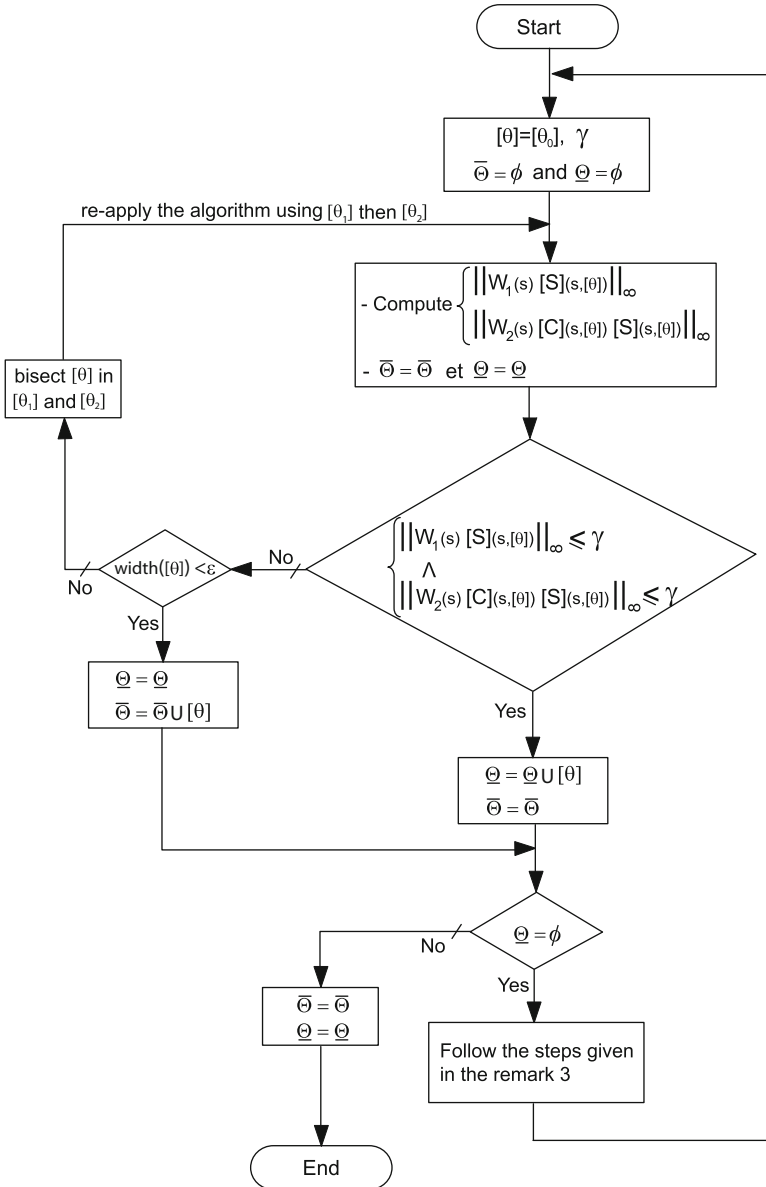 Start
[θ]=[θ₀], γ
Θ̅ = ϕ and Θ̲ = ϕ
re-apply the algorithm using [θ₁] then [θ₂]
- Compute { ||W₁(s) [S](s,[θ])||∞
||W₂(s) [C](s,[θ]) [S](s,[θ])||∞
- Θ̅ = Θ̅ et Θ̲ = Θ̲
bisect [θ] in
[θ₁] and [θ₂]
{ ||W₁(s) [S](s,[θ])||∞ ⩽ γ
∧
||W₂(s) [C](s,[θ]) [S](s,[θ])||∞ ⩽ γ
No
width([θ]) <ε
No
Yes
Θ̲ = Θ̲
Θ̅ = Θ̅ ∪ [θ]
Yes
Θ̲ = Θ̲ ∪ [θ]
Θ̅ = Θ̅
Θ̲ = ϕ
No
Yes
Θ̅ = Θ̅
Θ̲ = Θ̲
Follow the steps given
in the remark 3
End